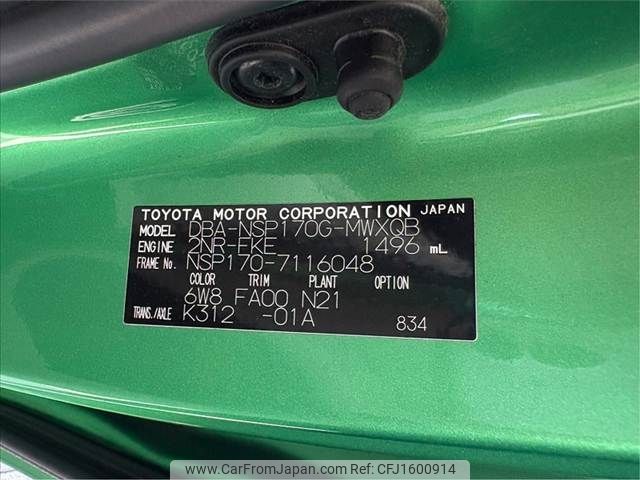 TOYOTA MOTOR CORPORATION JAPAN
MODEL DBA-NSP170G-MWXQB
ENGINE 2NR-FKE 1496 mL
FRAME No. NSP170-7116048
COLOR TRIM PLANT OPTION
6W8 FA00 N21
TRANS./AXLE K312 -01A
834
www.CarFromJapan.com CFJ1600914